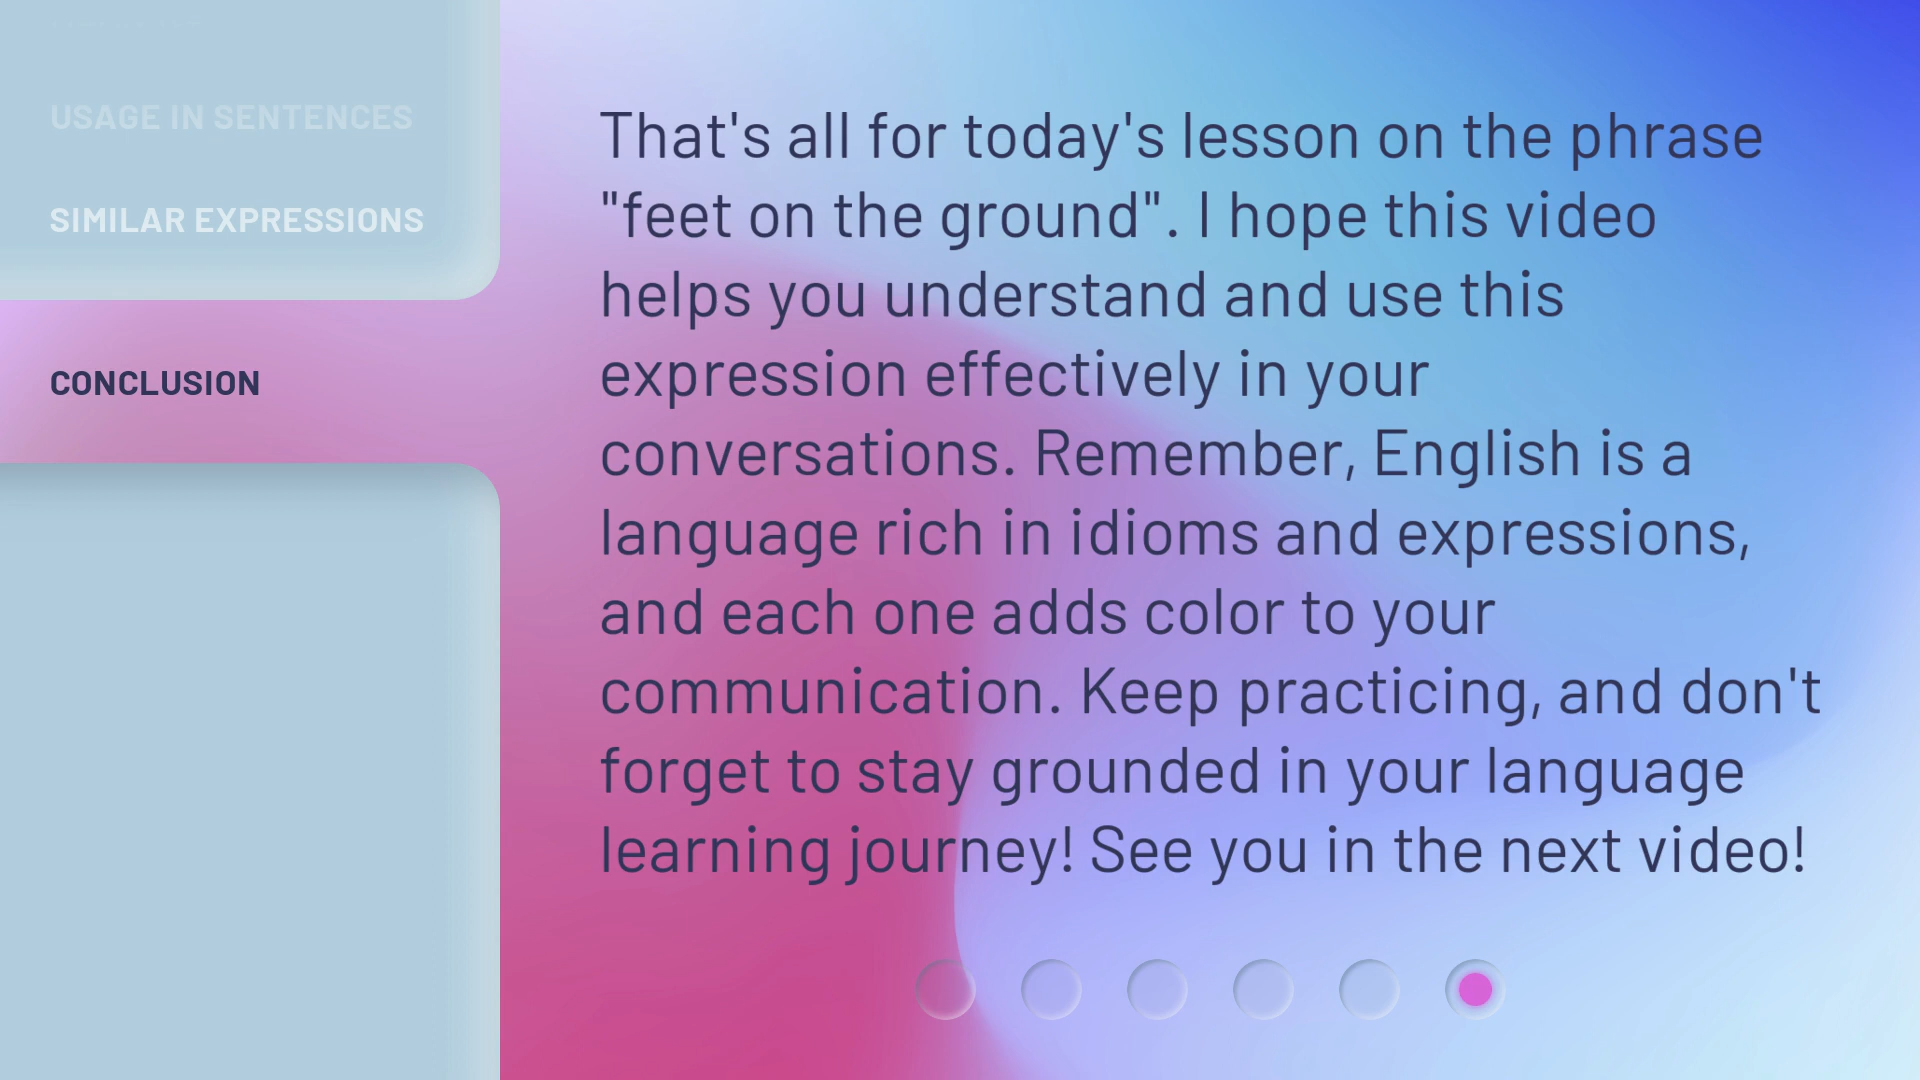 USAGE IN SENTENCES
SIMILAR EXPRESSIONS
CONCLUSION
That's all for today's lesson on the phrase
"feet on the ground". I hope this video
helps you understand and use this
expression effectively in your
conversations. Remember, English is a
language rich in idioms and expressions,
and each one adds color to your
communication. Keep practicing, and don't
forget to stay grounded in your language
learning journey! See you in the next video!